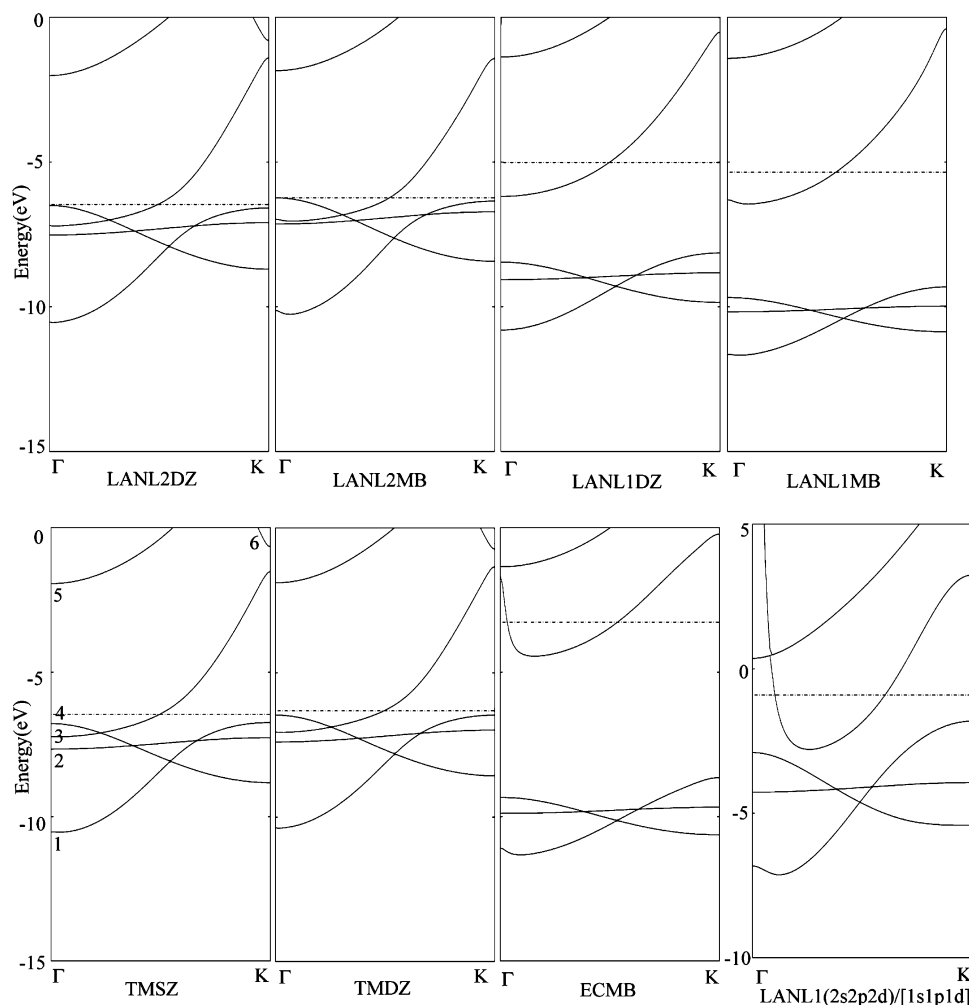 0
-5
Energy(eV)
-10
-15
Γ K Γ K Γ K Γ K
LANL2DZ LANL2MB LANL1DZ LANL1MB
0 6 5
5
0
-5
4
3
2
Energy(eV)
-5
-10
1
-15 -10
Γ K Γ K Γ K Γ K
TMSZ TMDZ ECMB LANL1(2s2p2d)/[1s1p1d]